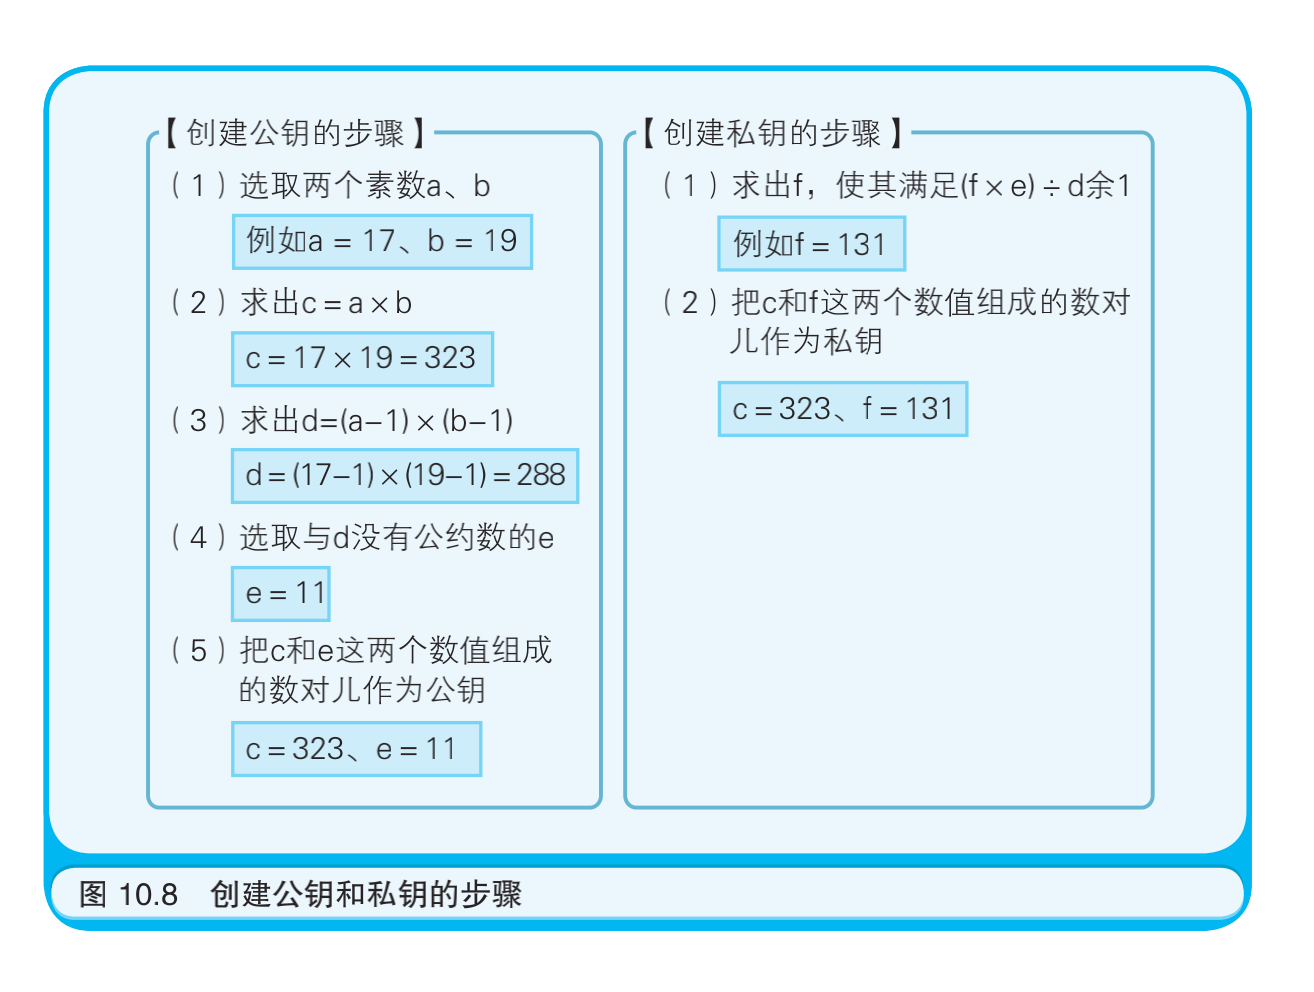 【创建公钥的步骤】
（1）选取两个素数a、b
例如a = 17、b = 19
（2）求出c = a × b
c = 17 × 19 = 323
（3）求出d=(a−1) × (b−1)
d = (17−1) × (19−1) = 288
（4）选取与d没有公约数的e
e = 11
（5）把c和e这两个数值组成
的数对儿作为公钥
c = 323、e = 11
【创建私钥的步骤】
（1）求出f，使其满足(f × e) ÷ d余1
例如f = 131
（2）把c和f这两个数值组成的数对
儿作为私钥
c = 323、f = 131
图 10.8　创建公钥和私钥的步骤